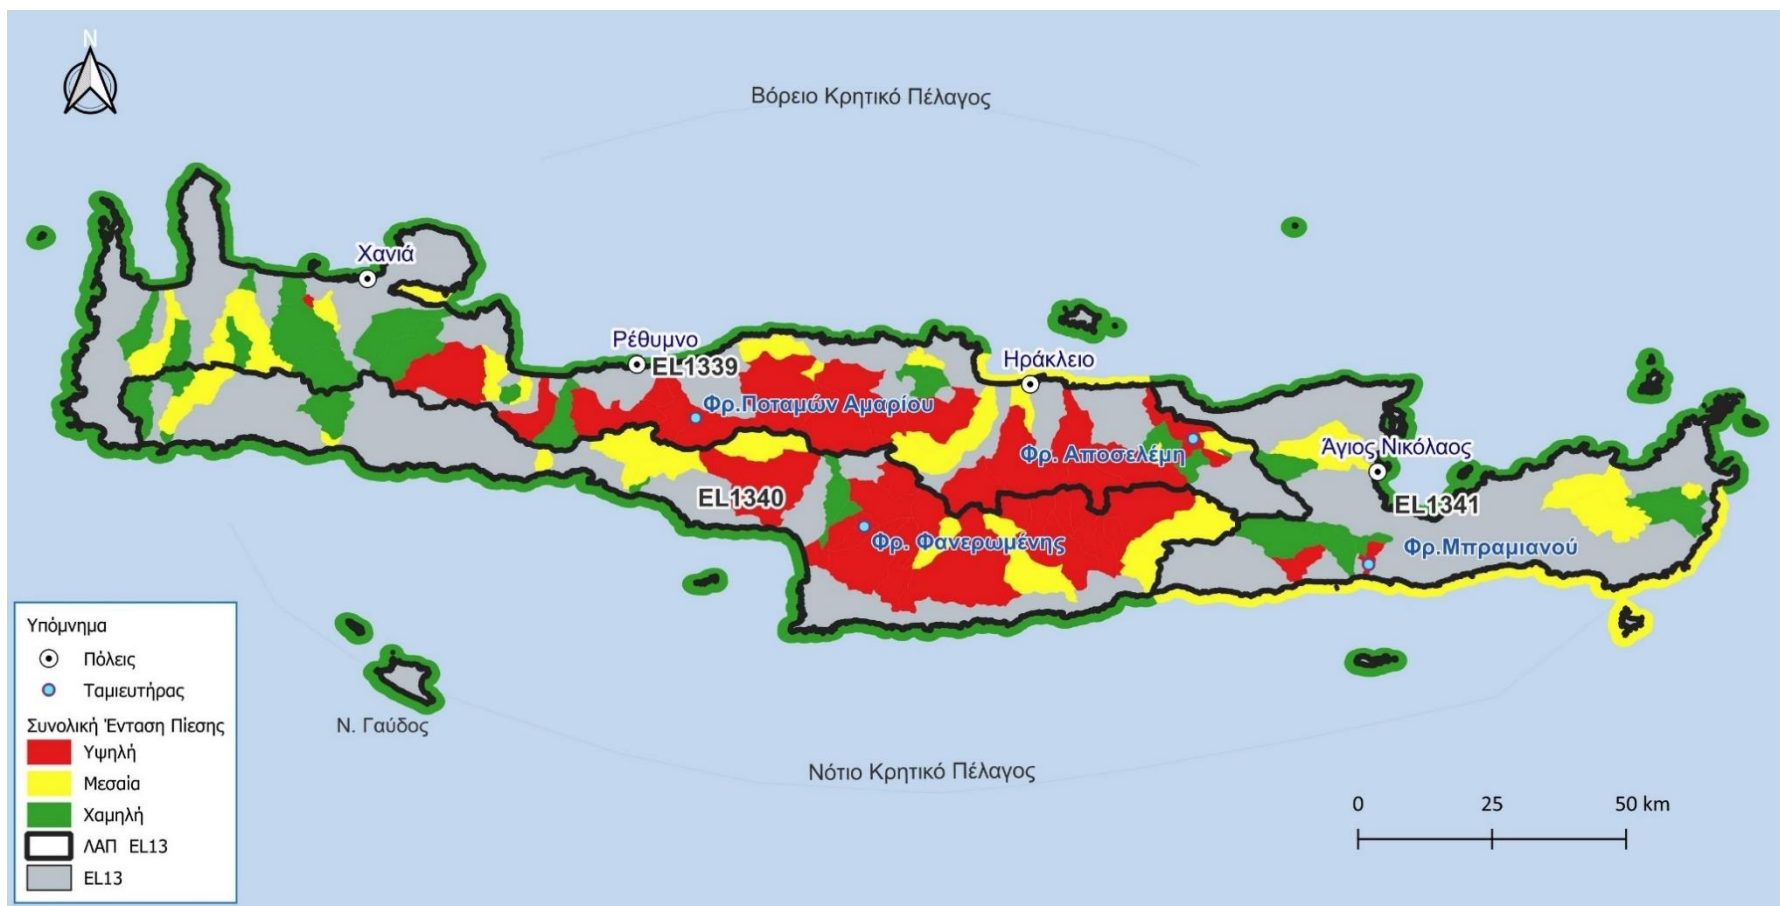 N
Βόρειο Κρητικό Πέλαγος
Χανιά
Ρέθυμνο
EL1339
Ηράκλειο
Φρ.Ποταμών Αμαρίου
Φρ. Αποσελέμη
Άγιος Νικόλαος
EL1340
EL1341
Φρ. Φανερωμένης
Φρ.Μπραμιανού
Υπόμνημα
Πόλεις
Ταμιευτήρας
Συνολική Ένταση Πίεσης
Υψηλή
Μεσαία
Χαμηλή
ΛΑΠ EL13
EL13
Ν. Γαύδος
Νότιο Κρητικό Πέλαγος
0 25 50 km